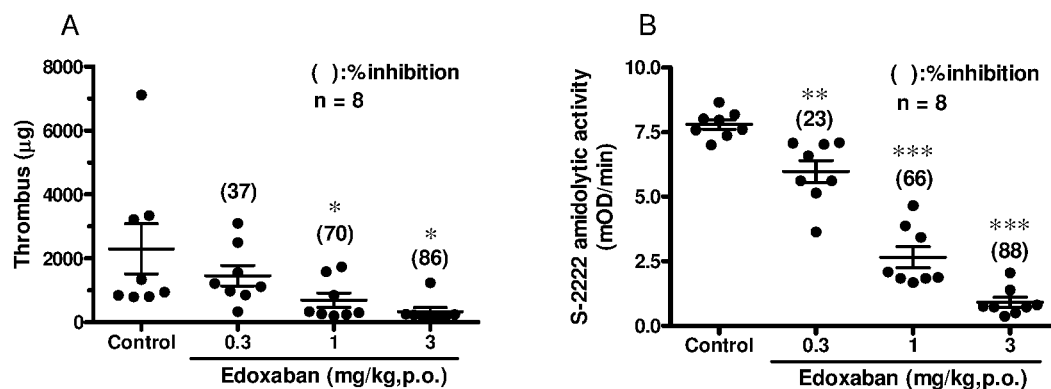 A
8000
6000
4000
2000
0
Thrombus (μg)
( ):%inhibition
n = 8
(37)
*
(70)
*
(86)
Control
0.3
1
3
Edoxaban (mg/kg,p.o.)
B
10.0
7.5
5.0
2.5
0.0
S-2222 amidolytic activity
(mOD/min)
( ):%inhibition
n = 8
**
(23)
***
(66)
***
(88)
Control
0.3
1
3
Edoxaban (mg/kg,p.o.)